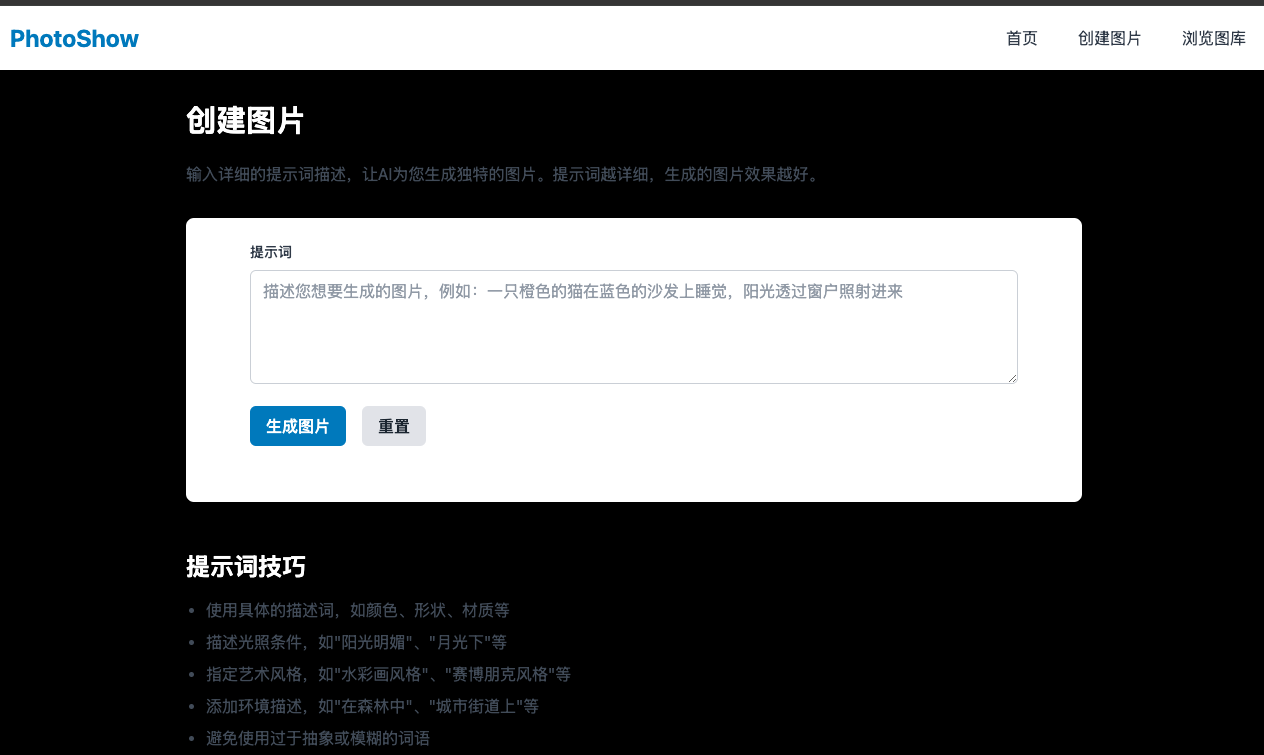 PhotoShow
首页 创建图片 浏览图库
创建图片
输入详细的提示词描述，让AI为您生成独特的图片。提示词越详细，生成的图片效果越好。
提示词
描述您想要生成的图片，例如：一只橙色的猫在蓝色的沙发上睡觉，阳光透过窗户照射进来
生成图片 重置
提示词技巧
• 使用具体的描述词，如颜色、形状、材质等
• 描述光照条件，如"阳光明媚"、"月光下"等
• 指定艺术风格，如"水彩画风格"、"赛博朋克风格"等
• 添加环境描述，如"在森林中"、"城市街道上"等
• 避免使用过于抽象或模糊的词语